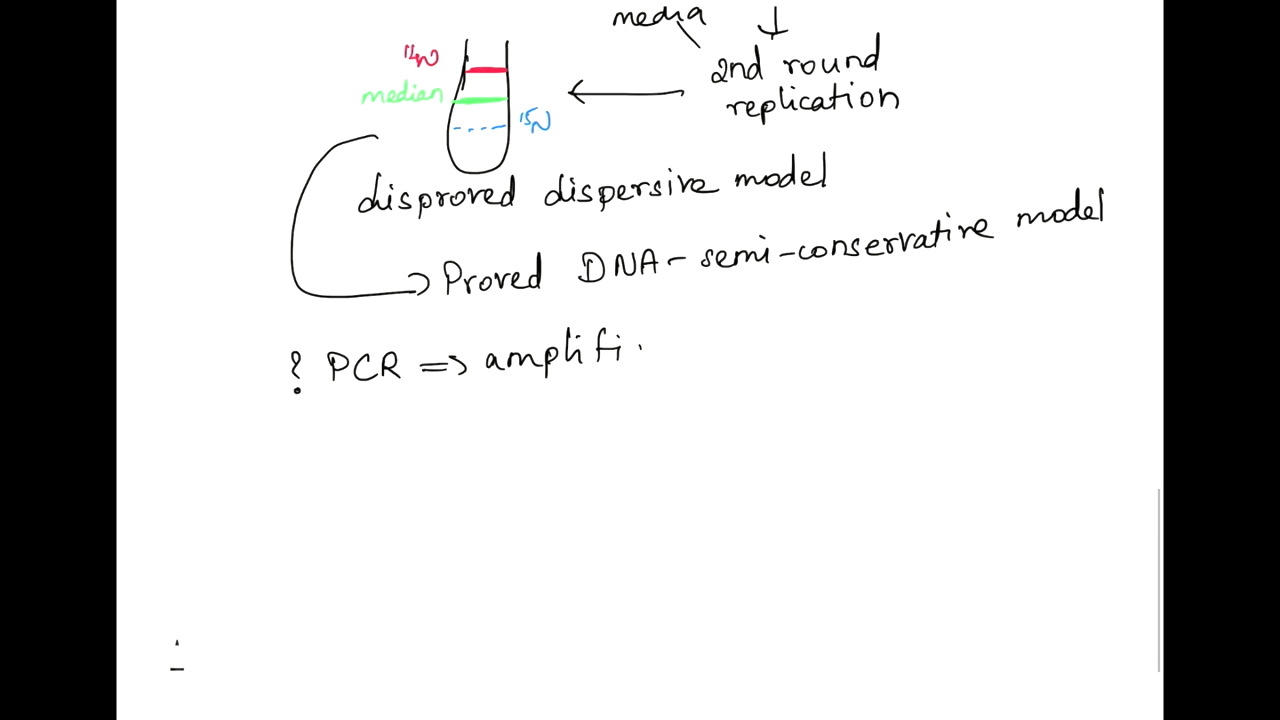 media
2nd round
replication
¹⁴N
median
¹⁵N
disproved dispersive model
Proved DNA - semi-conservative model
? PCR => amplifi.